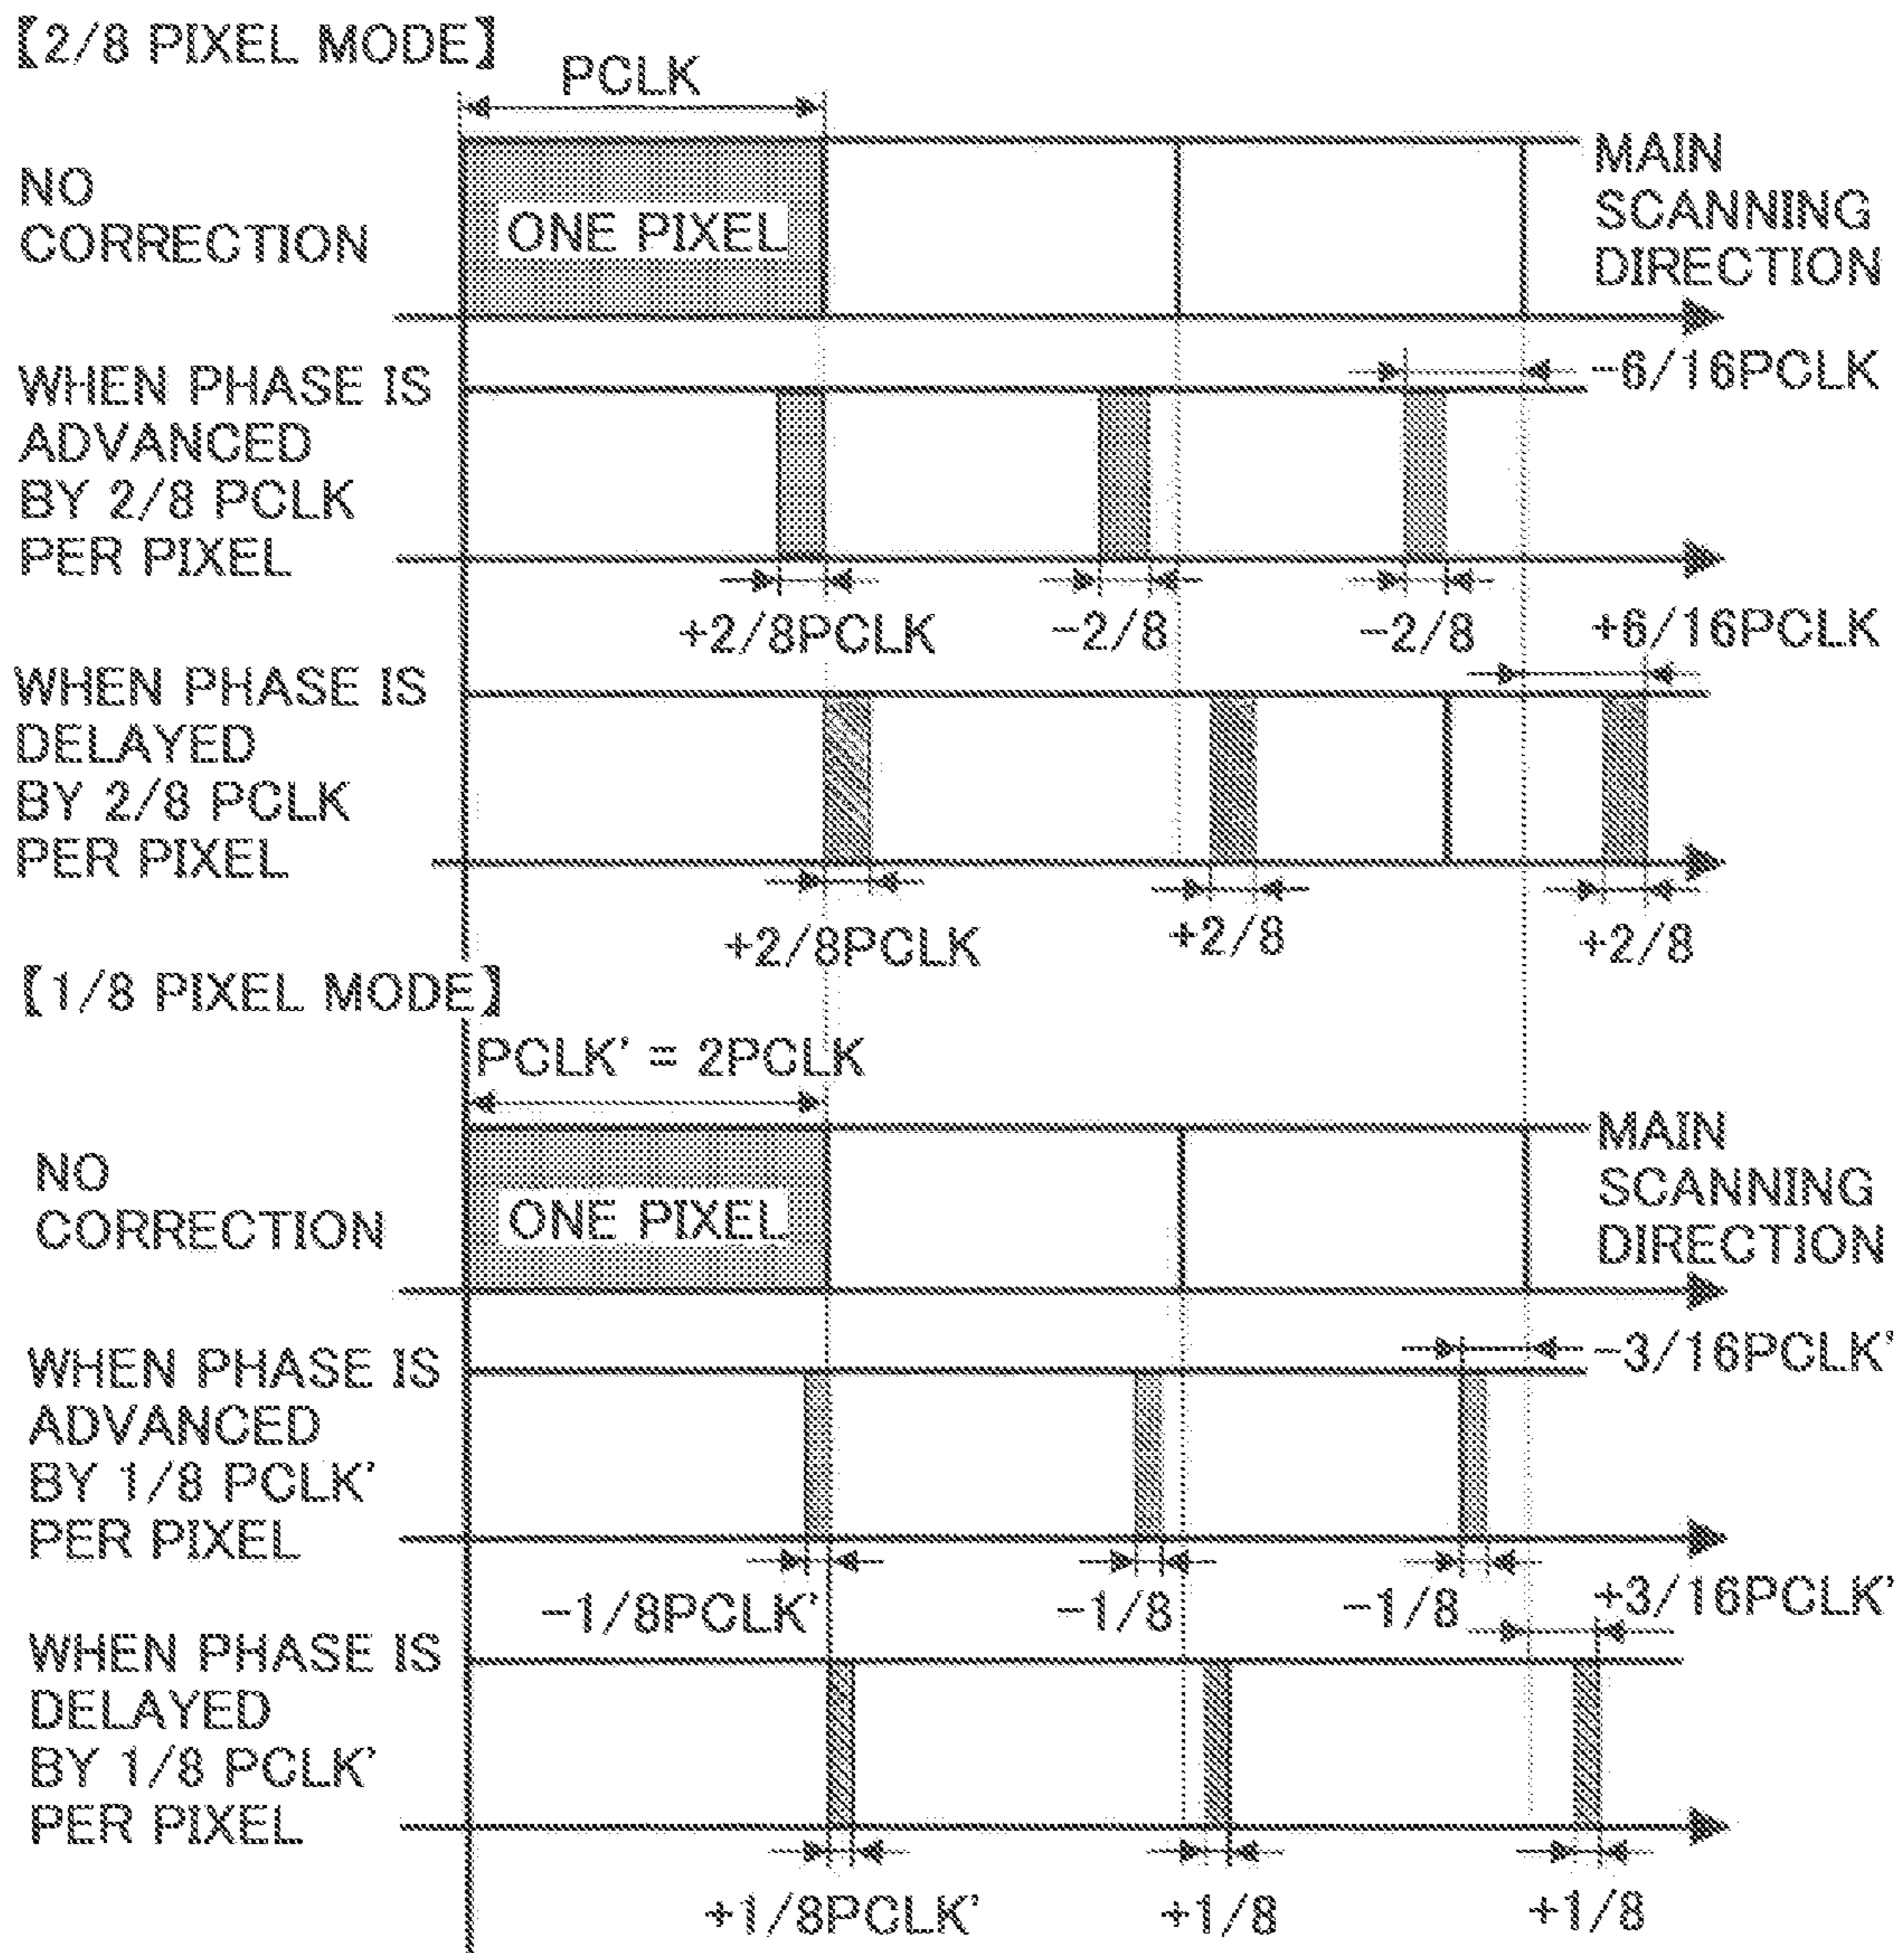 【2/8 PIXEL MODE】
PCLK
NO
CORRECTION
ONE PIXEL
MAIN
SCANNING
DIRECTION
WHEN PHASE IS
ADVANCED
BY 2/8 PCLK
PER PIXEL
-6/16PCLK
+2/8PCLK
-2/8
-2/8
+6/16PCLK
WHEN PHASE IS
DELAYED
BY 2/8 PCLK
PER PIXEL
+2/8PCLK
+2/8
+2/8
【1/8 PIXEL MODE】
PCLK' = 2PCLK
NO
CORRECTION
ONE PIXEL
MAIN
SCANNING
DIRECTION
WHEN PHASE IS
ADVANCED
BY 1/8 PCLK'
PER PIXEL
-3/16PCLK'
-1/8PCLK'
-1/8
-1/8
+3/16PCLK'
WHEN PHASE IS
DELAYED
BY 1/8 PCLK'
PER PIXEL
+1/8PCLK'
+1/8
+1/8